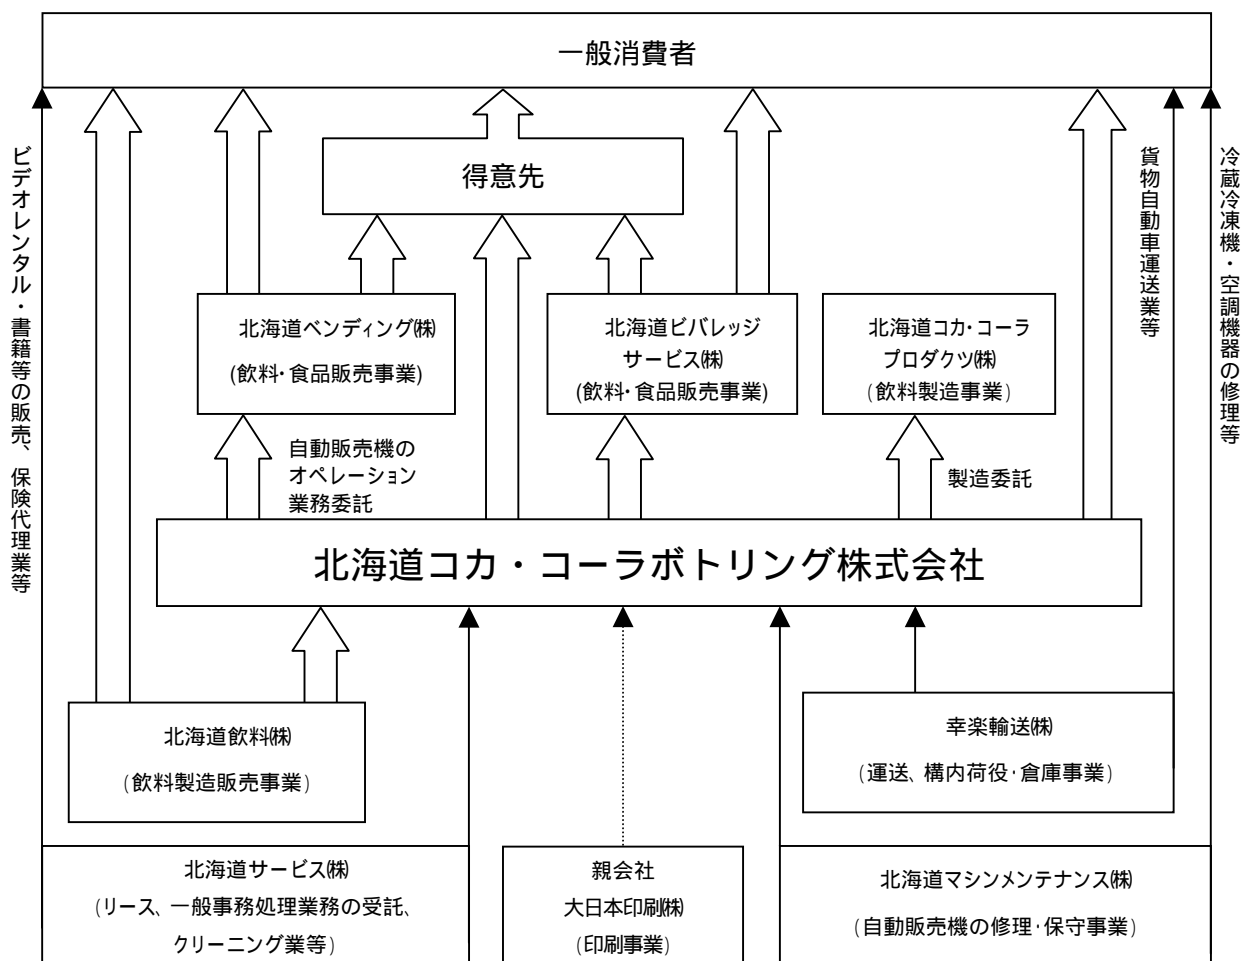 一般消費者
得意先
ビデオレンタル・書籍等の販売、保険代理業等
貨物自動車運送業等
冷蔵冷凍機・空調機器の修理等
北海道ベンディング㈱
(飲料・食品販売事業)
北海道ビバレッジ
サービス㈱
(飲料・食品販売事業)
北海道コカ・コーラ
プロダクツ㈱
(飲料製造事業)
自動販売機の
オペレーション
業務委託
製造委託
北海道コカ・コーラボトリング株式会社
北海道飲料㈱
(飲料製造販売事業)
幸楽輸送㈱
(運送、構内荷役・倉庫事業)
北海道サービス㈱
(リース、一般事務処理業務の受託、
クリーニング業等)
親会社
大日本印刷㈱
(印刷事業)
北海道マシンメンテナンス㈱
(自動販売機の修理・保守事業)